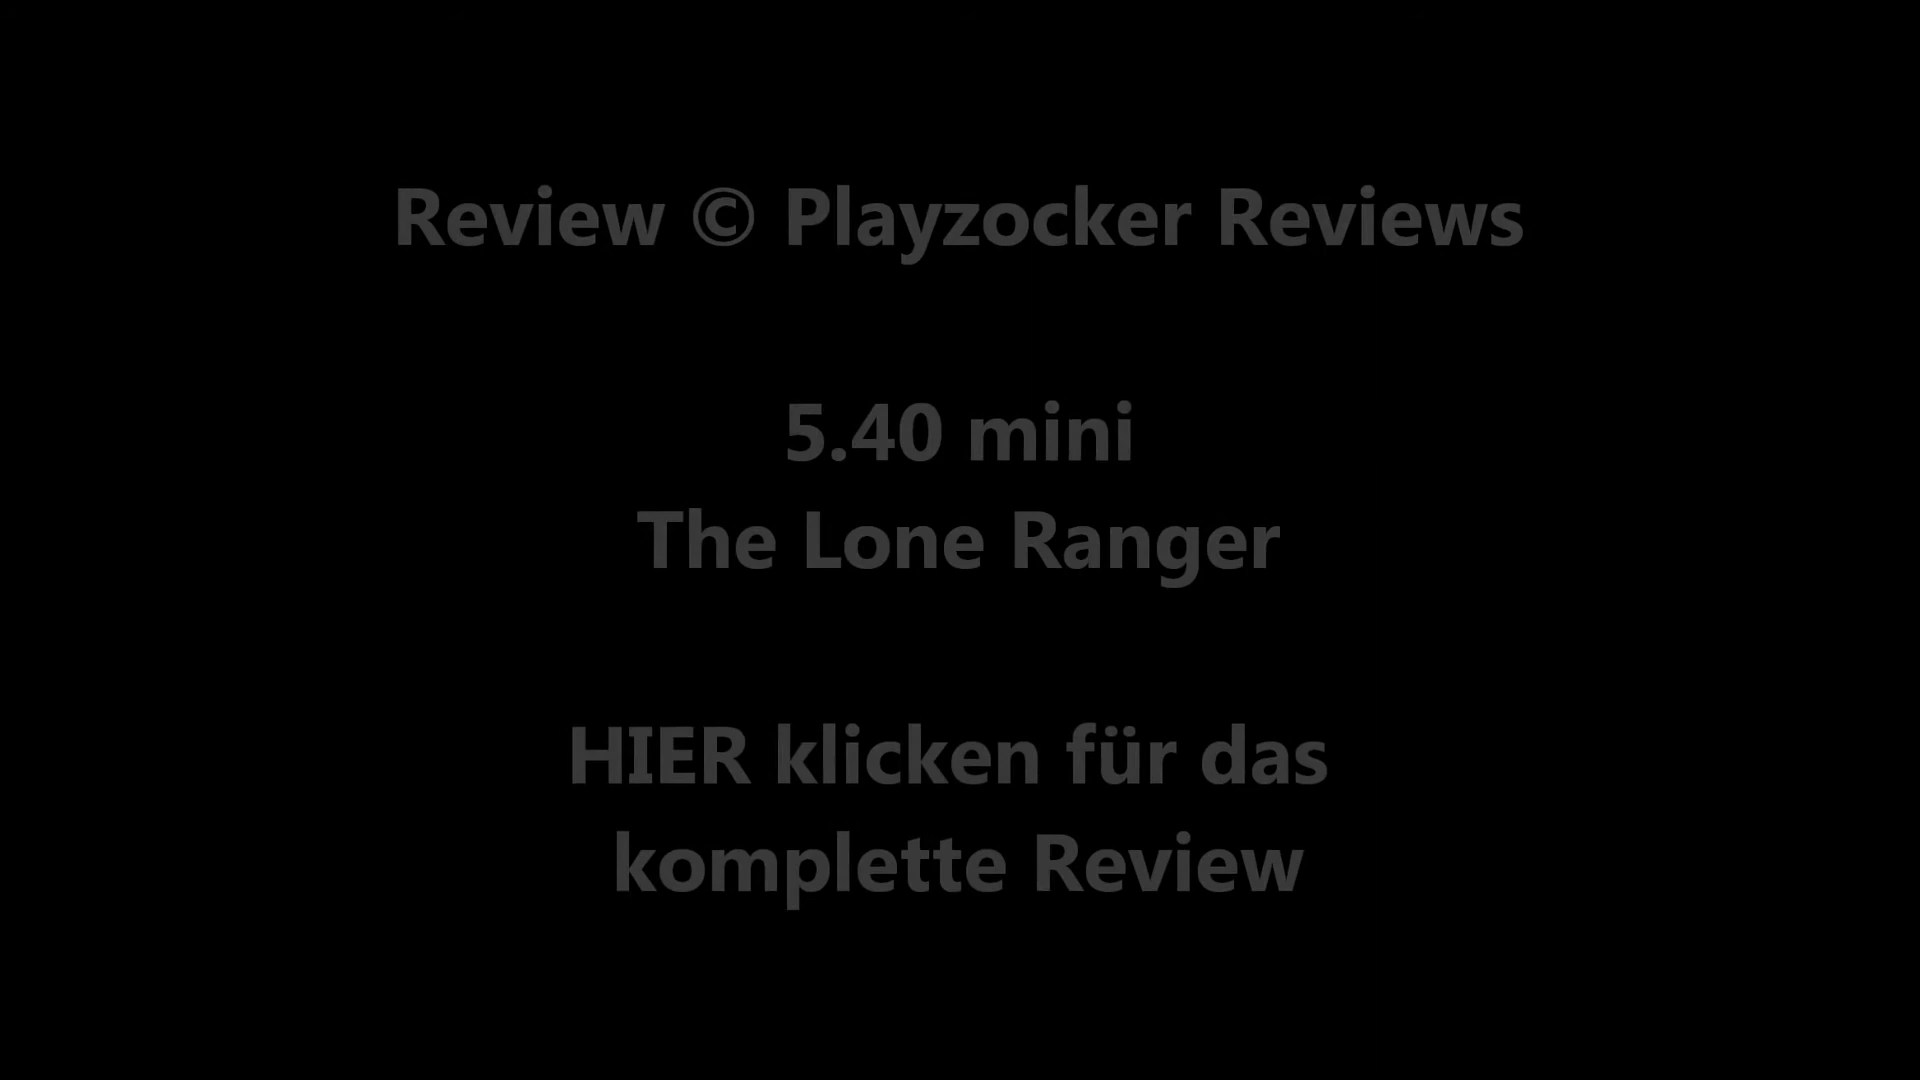 Review © Playzocker Reviews
5.40 mini
The Lone Ranger
HIER klicken für das
komplette Review